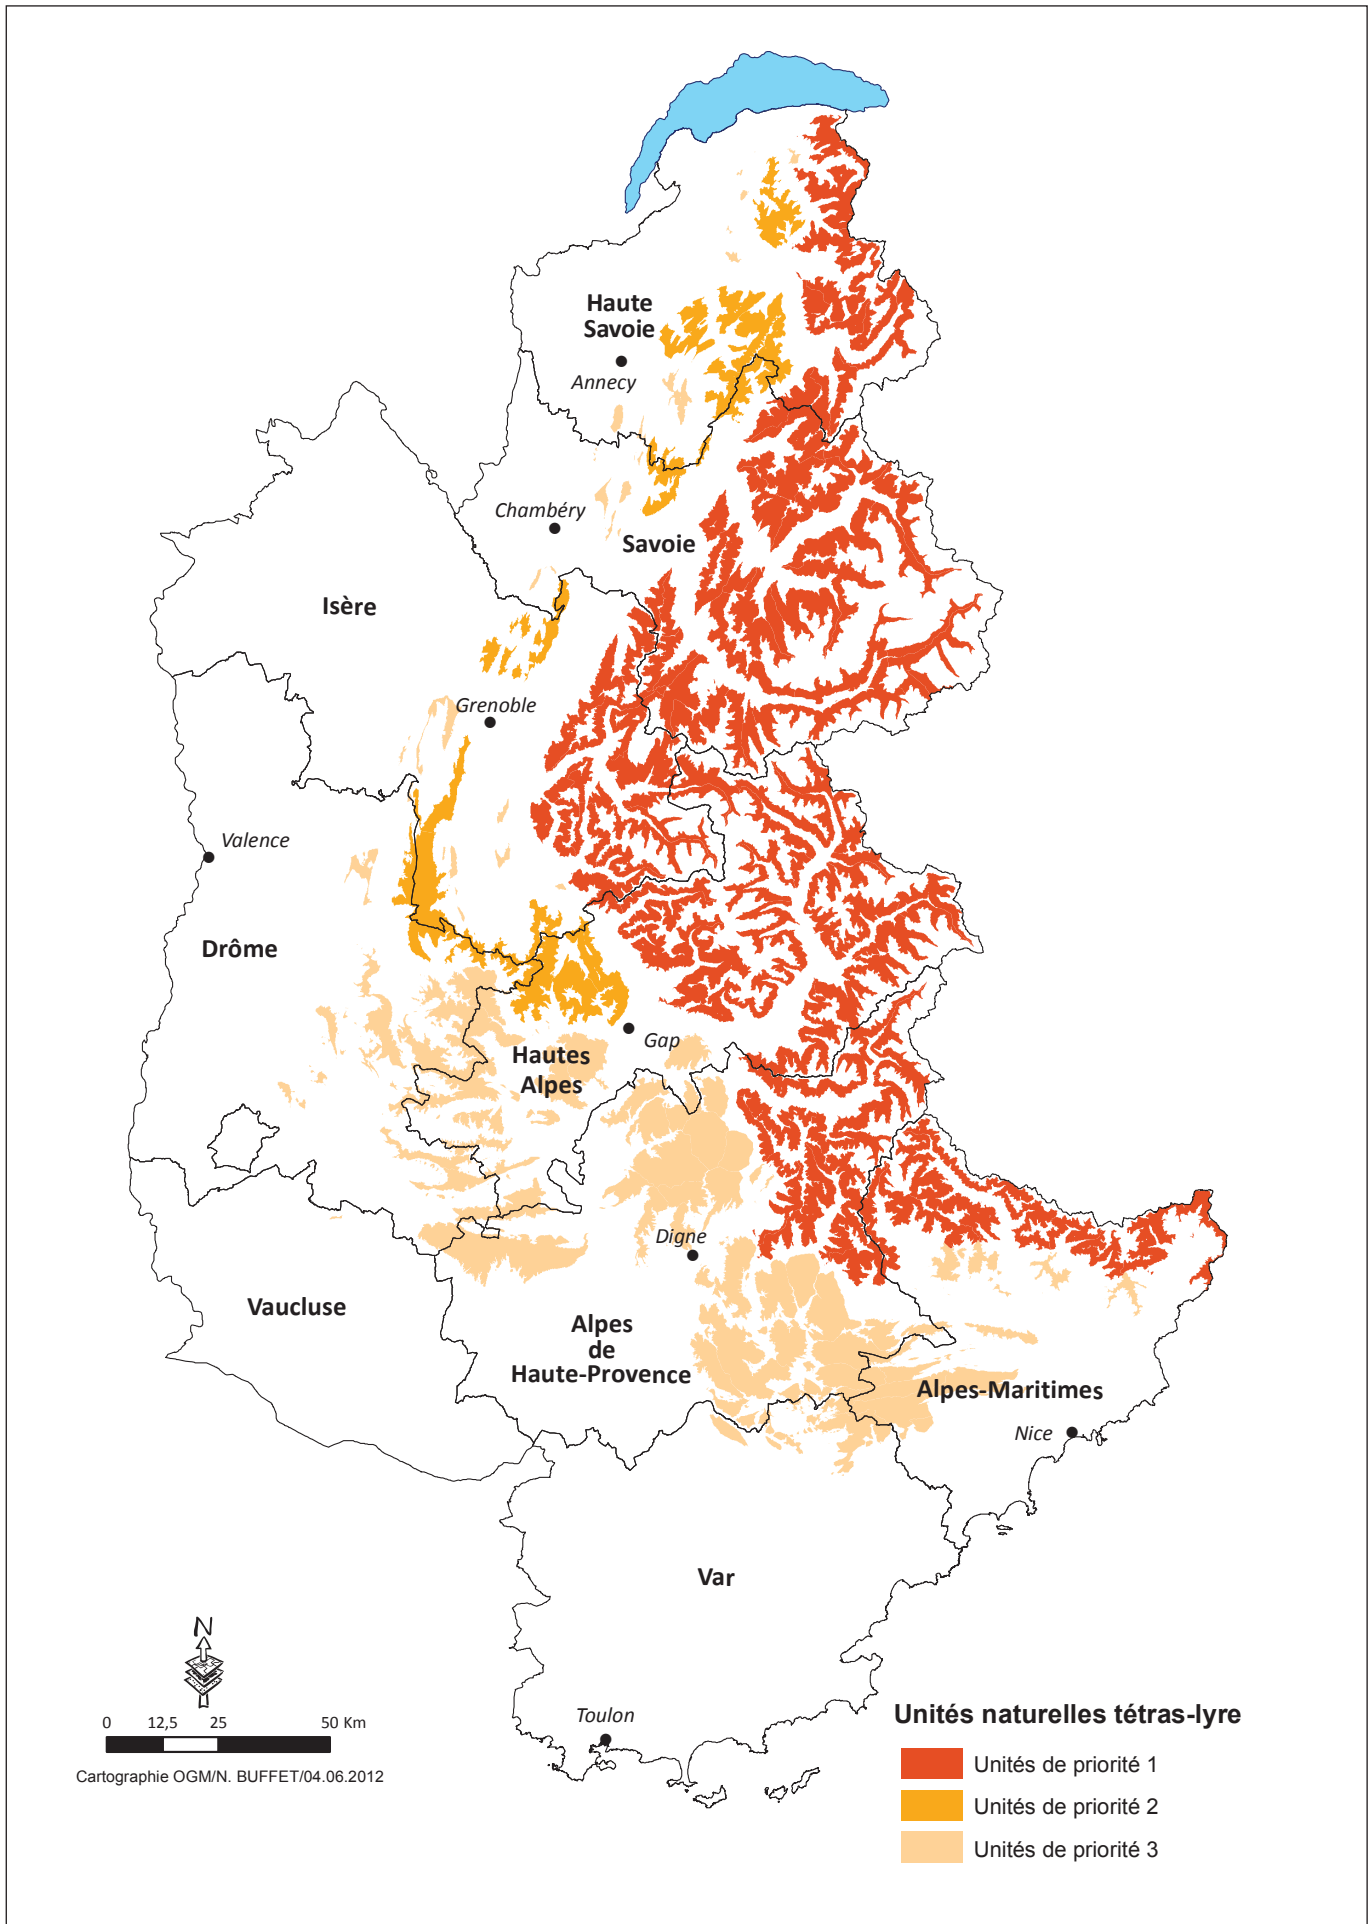 Haute
Savoie
Annecy
Chambéry
Savoie
Isère
Grenoble
Valence
Drôme
Gap
Hautes
Alpes
Digne
Vaucluse
Alpes
de
Haute-Provence
Alpes-Maritimes
Nice
Var
N
Toulon
0 12,5 25 50 Km
Cartographie OGM/N. BUFFET/04.06.2012
Unités naturelles tétras-lyre
Unités de priorité 1
Unités de priorité 2
Unités de priorité 3